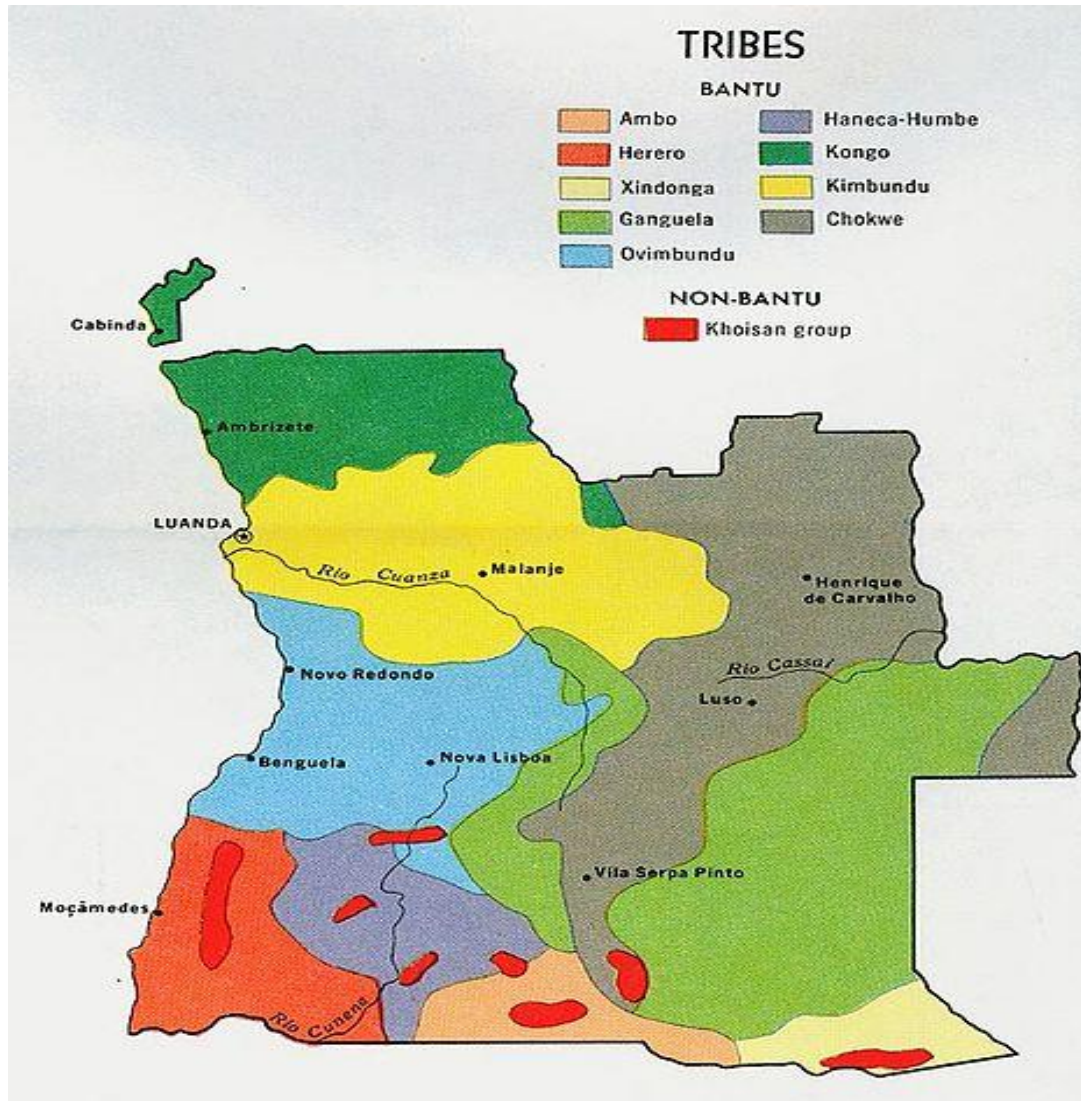 TRIBES
BANTU
Ambo
Herero
Xindonga
Ganguela
Ovimbundu
Haneca-Humbe
Kongo
Kimbundu
Chokwe
NON-BANTU
Khoisan group
Cabinda
Ambrizete
LUANDA
Rio Cuanza
Malanje
Henrique
de Carvalho
Rio Cassai
Novo Redondo
Luso
Benguela
Nova Lisboa
Vila Serpa Pinto
Moçâmedes
Rio Cunena